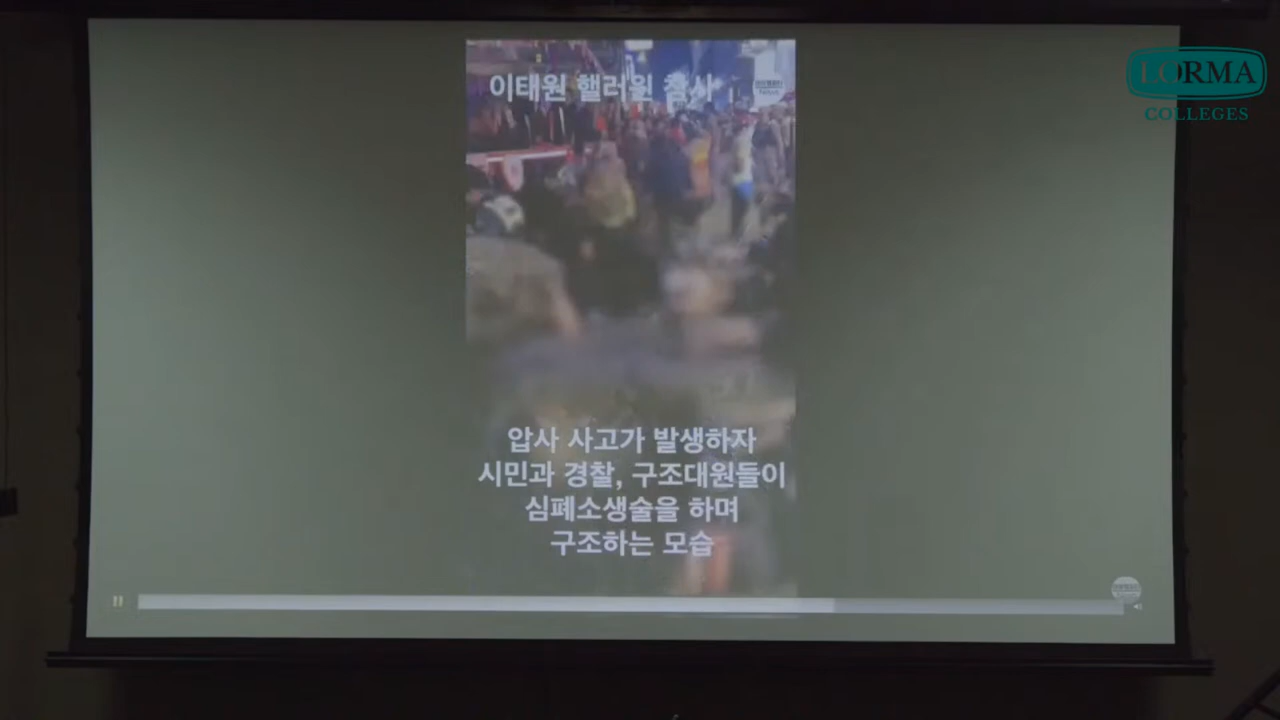 이태원 핼러윈 참사
LORMA
COLLEGES
압사 사고가 발생하자
시민과 경찰, 구조대원들이
심폐소생술을 하며
구조하는 모습